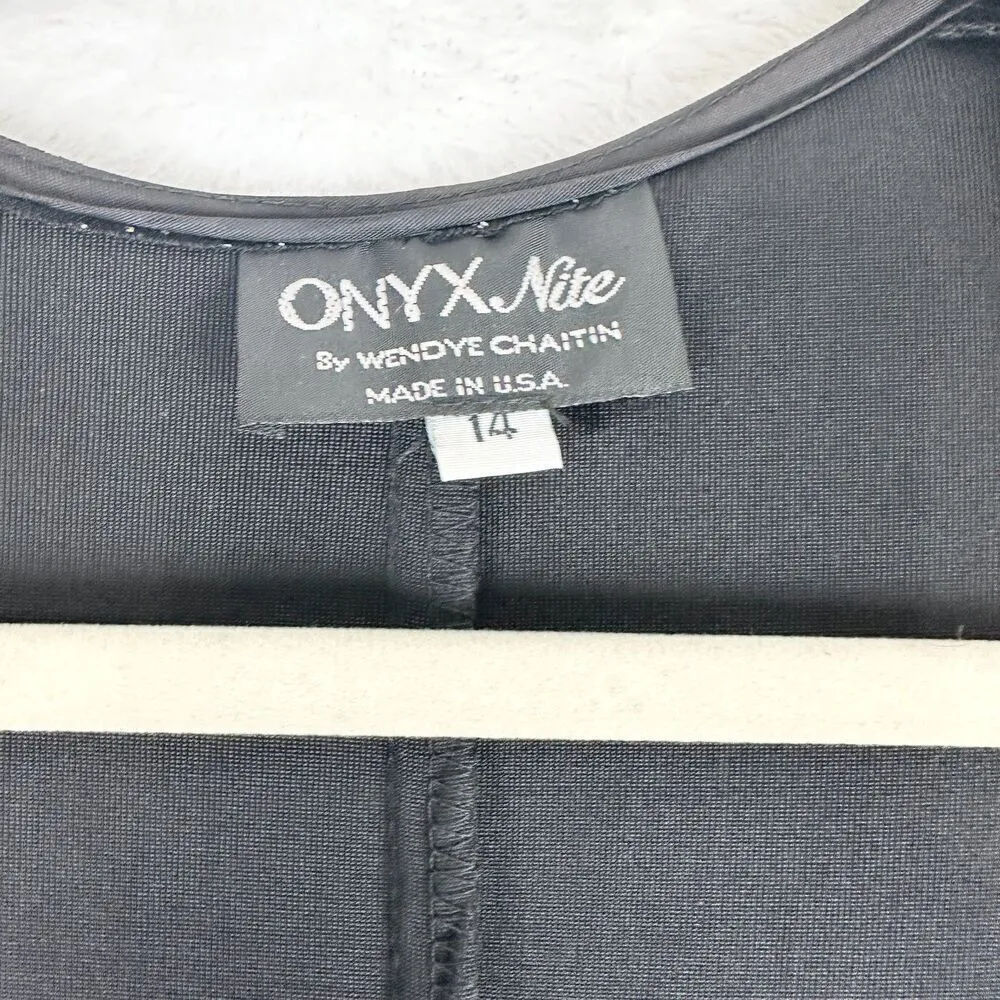 ONYX Nite
By WENDYE CHAITIN
MADE IN U.S.A.
14